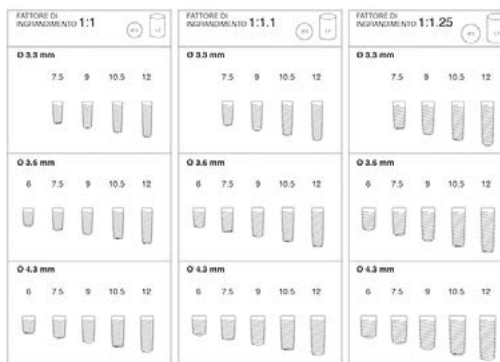 FATTORE DI
INGRANDIMENTO 1:1
Ø 3.3 mm
7.5 9 10.5 12
Ø 3.6 mm
6 7.5 9 10.5 12
Ø 4.3 mm
6 7.5 9 10.5 12
FATTORE DI
INGRANDIMENTO 1:1.1
Ø 3.3 mm
7.5 9 10.5 12
Ø 3.6 mm
6 7.5 9 10.5 12
Ø 4.3 mm
6 7.5 9 10.5 12
FATTORE DI
INGRANDIMENTO 1:1.25
Ø 3.3 mm
7.5 9 10.5 12
Ø 3.6 mm
6 7.5 9 10.5 12
Ø 4.3 mm
6 7.5 9 10.5 12